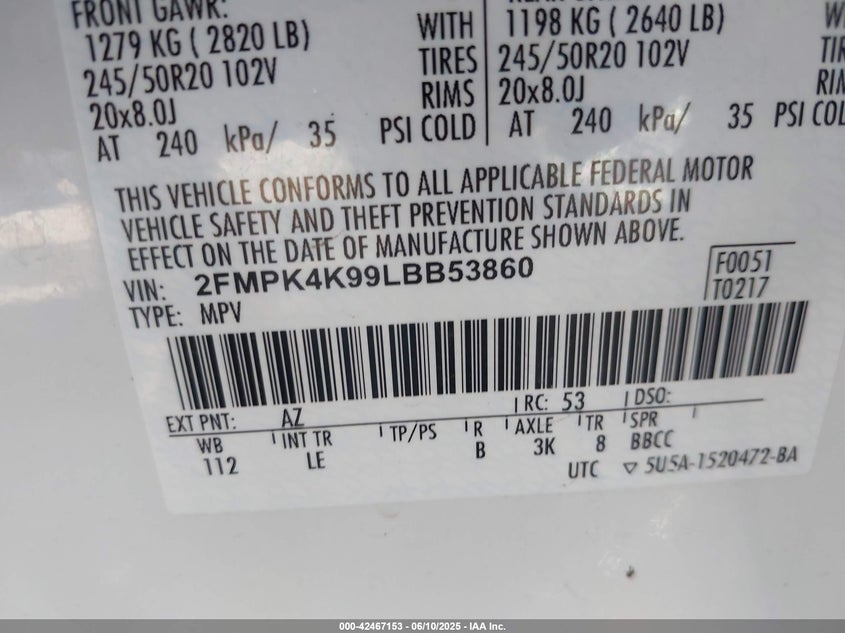 FRONT GAWR:
1279 KG ( 2820 LB) WITH 1198 KG ( 2640 LB)
245/50R20 102V TIRES 245/50R20 102V
20x8.0J RIMS 20x8.0J
AT 240 kPa/ 35 PSI COLD AT 240 kPa/ 35 PSI COL
THIS VEHICLE CONFORMS TO ALL APPLICABLE FEDERAL MOTOR
VEHICLE SAFETY AND THEFT PREVENTION STANDARDS IN
EFFECT ON THE DATE OF MANUFACTURE SHOWN ABOVE.
VIN: 2FMPK4K99LBB53860 F0051
TYPE: MPV T0217
EXT PNT: AZ RC: 53 DSO:
WB INT TR TP/PS R AXLE TR SPR
112 LE B 3K 8 BBCC
UTC ▽ 5U5A-1520472-BA
000-42467153 - 06/10/2025 - IAA Inc.